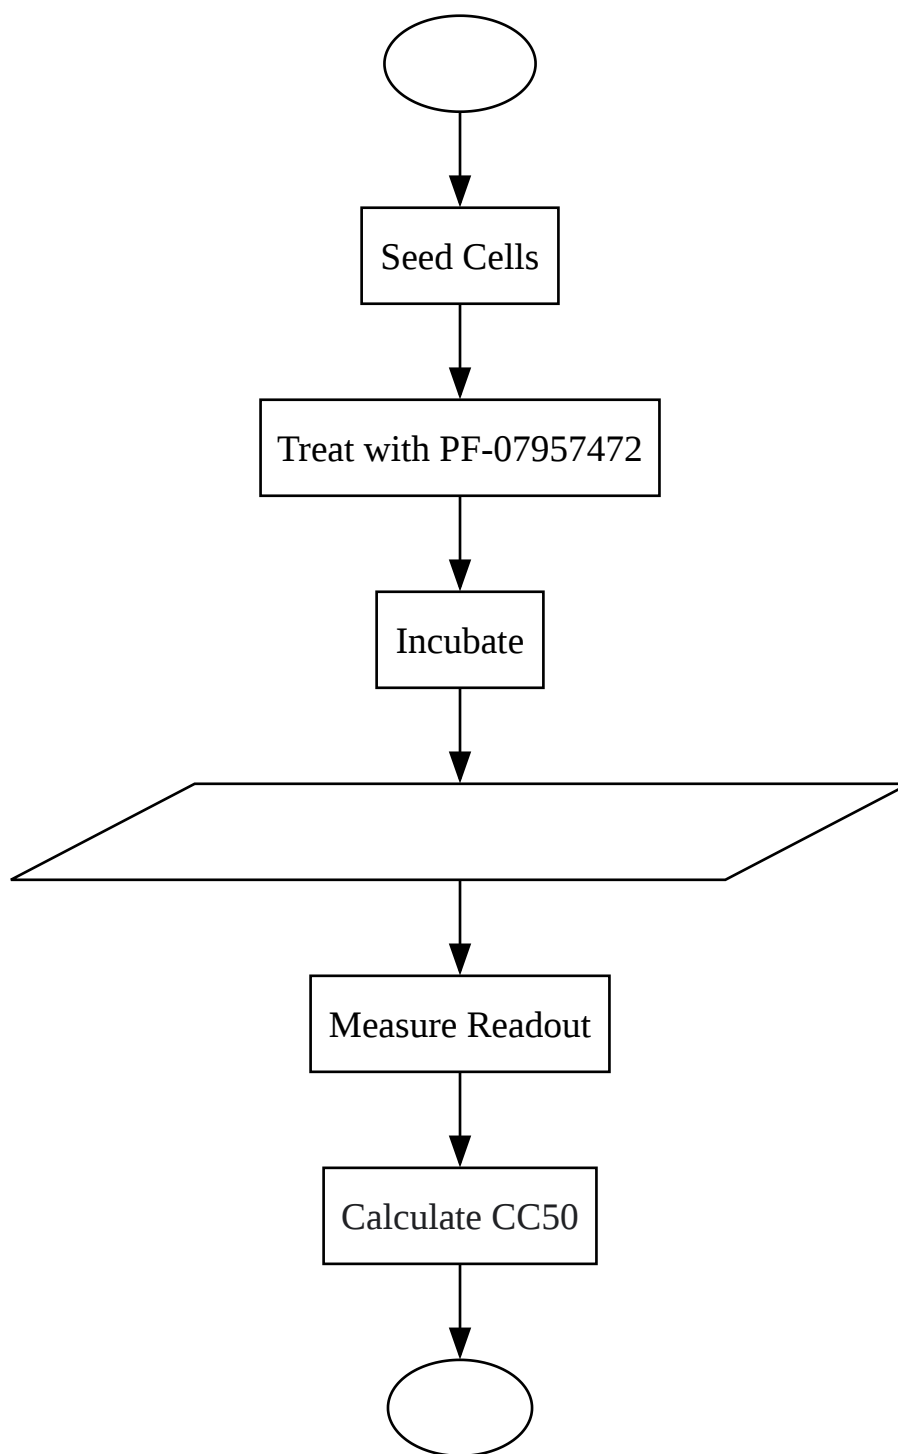 Seed Cells
Treat with PF-07957472
Incubate
Measure Readout
Calculate CC50